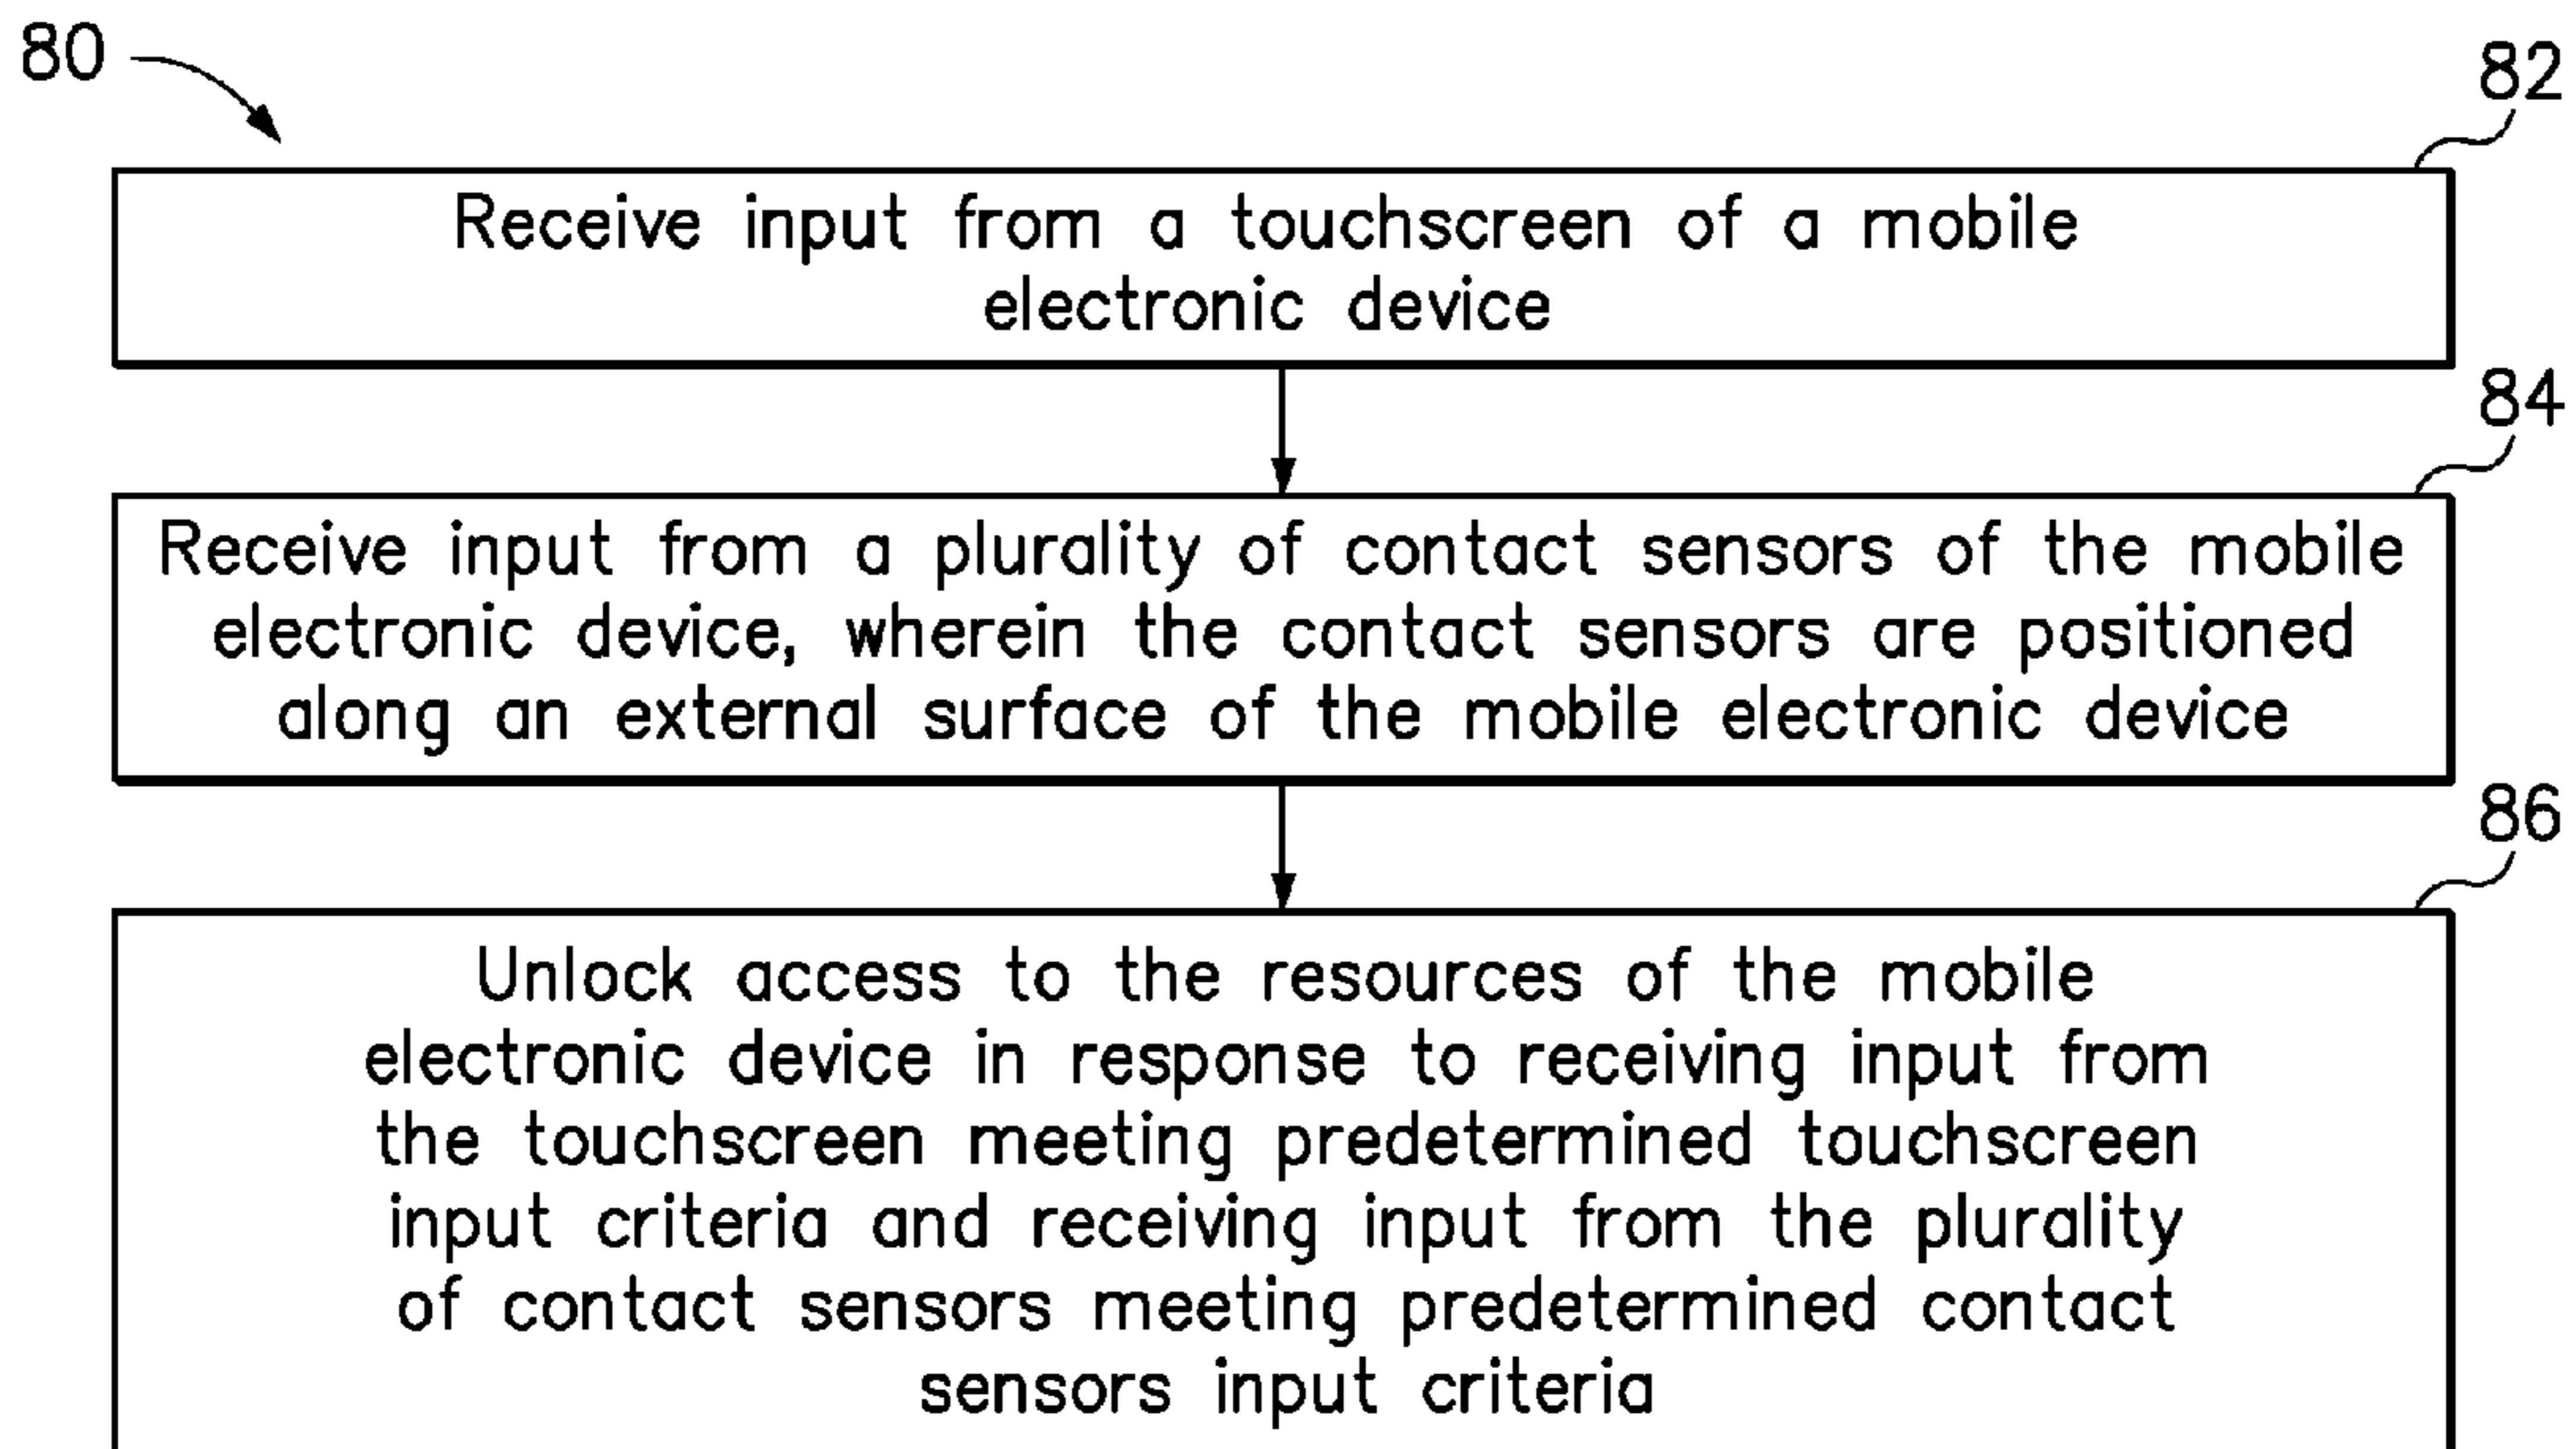 80
82
Receive input from a touchscreen of a mobile
electronic device
84
Receive input from a plurality of contact sensors of the mobile
electronic device, wherein the contact sensors are positioned
along an external surface of the mobile electronic device
86
Unlock access to the resources of the mobile
electronic device in response to receiving input from
the touchscreen meeting predetermined touchscreen
input criteria and receiving input from the plurality
of contact sensors meeting predetermined contact
sensors input criteria